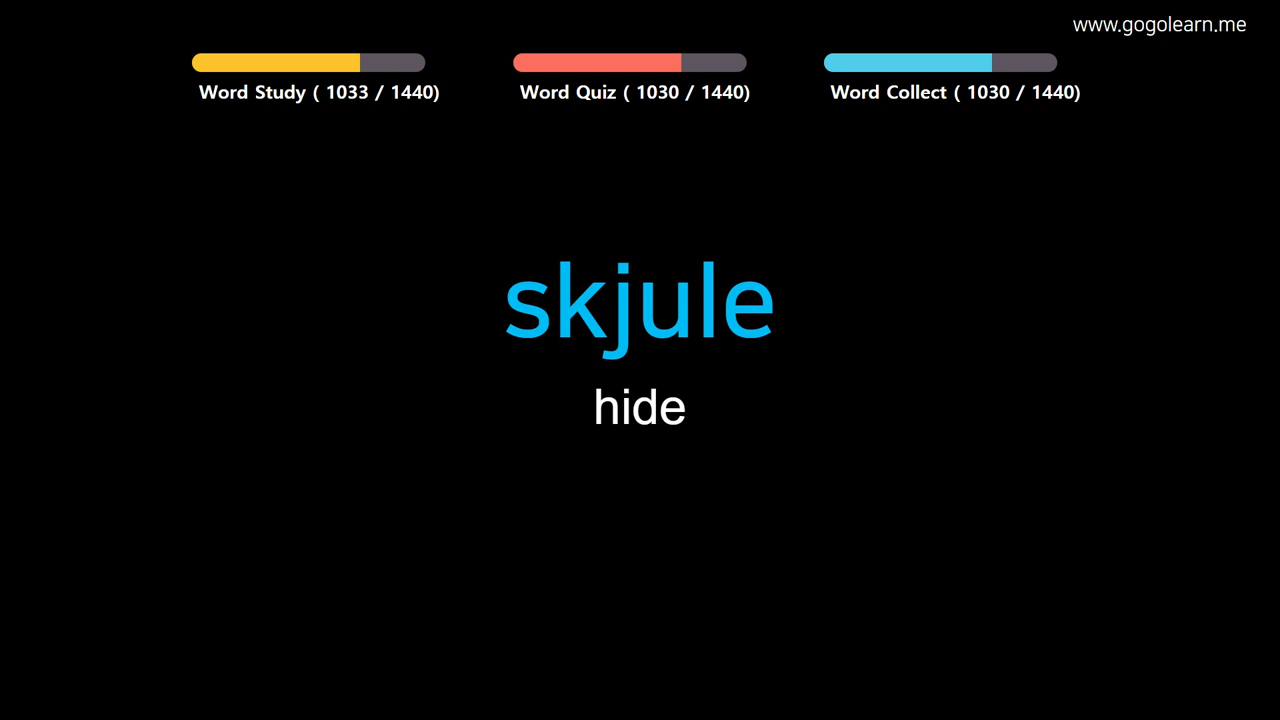 www.gogolearn.me
Word Study ( 1033 / 1440)
Word Quiz ( 1030 / 1440)
Word Collect ( 1030 / 1440)
skjule
hide